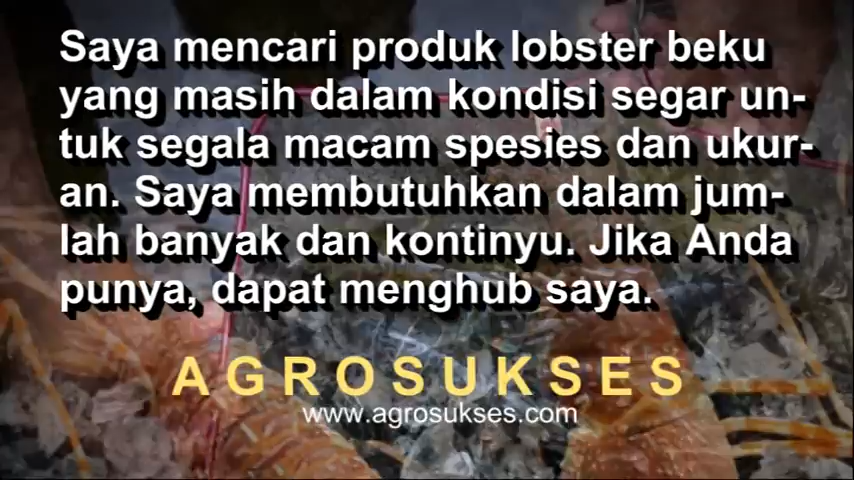 Saya mencari produk lobster beku
yang masih dalam kondisi segar un-
tuk segala macam spesies dan ukur-
an. Saya membutuhkan dalam jum-
lah banyak dan kontinyu. Jika Anda
punya, dapat menghub saya.
AGROSUKSES
www.agrosukses.com